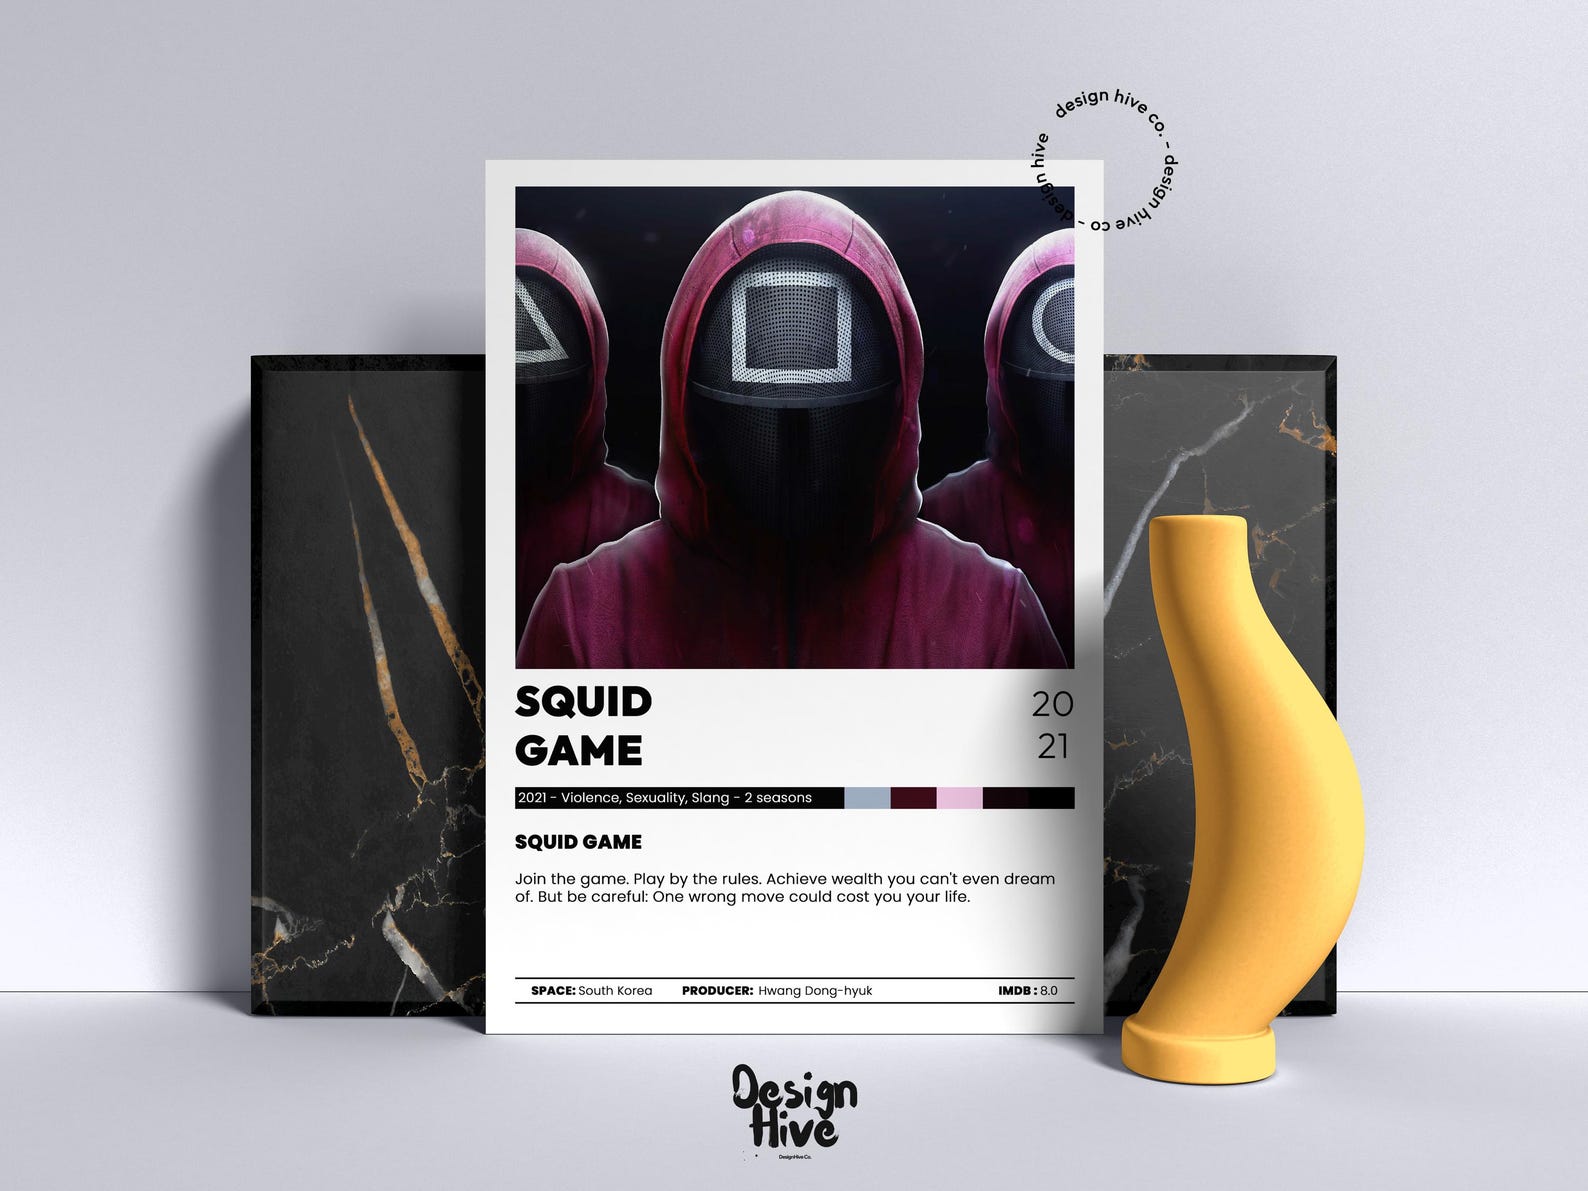 design hive co. - design hive co - design hive
SQUID
GAME
20
21
2021 - Violence, Sexuality, Slang - 2 seasons
SQUID GAME
Join the game. Play by the rules. Achieve wealth you can't even dream
of. But be careful: One wrong move could cost you your life.
SPACE: South Korea PRODUCER: Hwang Dong-hyuk IMDB : 8.0
Design
Hive
DesignHive Co.